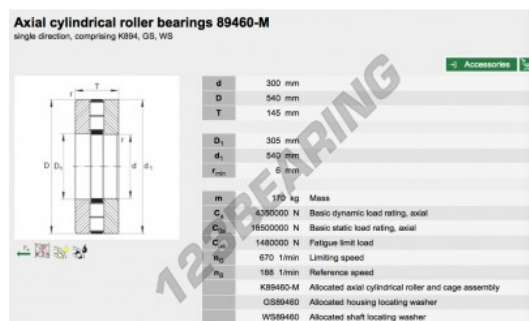 Axial cylindrical roller bearings 89460-M
single direction, comprising K894, GS, WS
Accessories
T
r
r
D D1 d d1
d 300 mm
D 540 mm
T 145 mm
D1 305 mm
d1 540 mm
rmin 6 mm
m 170 kg Mass
Ca 4350000 N Basic dynamic load rating, axial
C0a 18500000 N Basic static load rating, axial
1480000 N Fatigue limit load
nG 670 1/min Limiting speed
188 1/min Reference speed
K89460-M Allocated axial cylindrical roller and cage assembly
GS89460 Allocated housing locating washer
WS89460 Allocated shaft locating washer
123BEARING